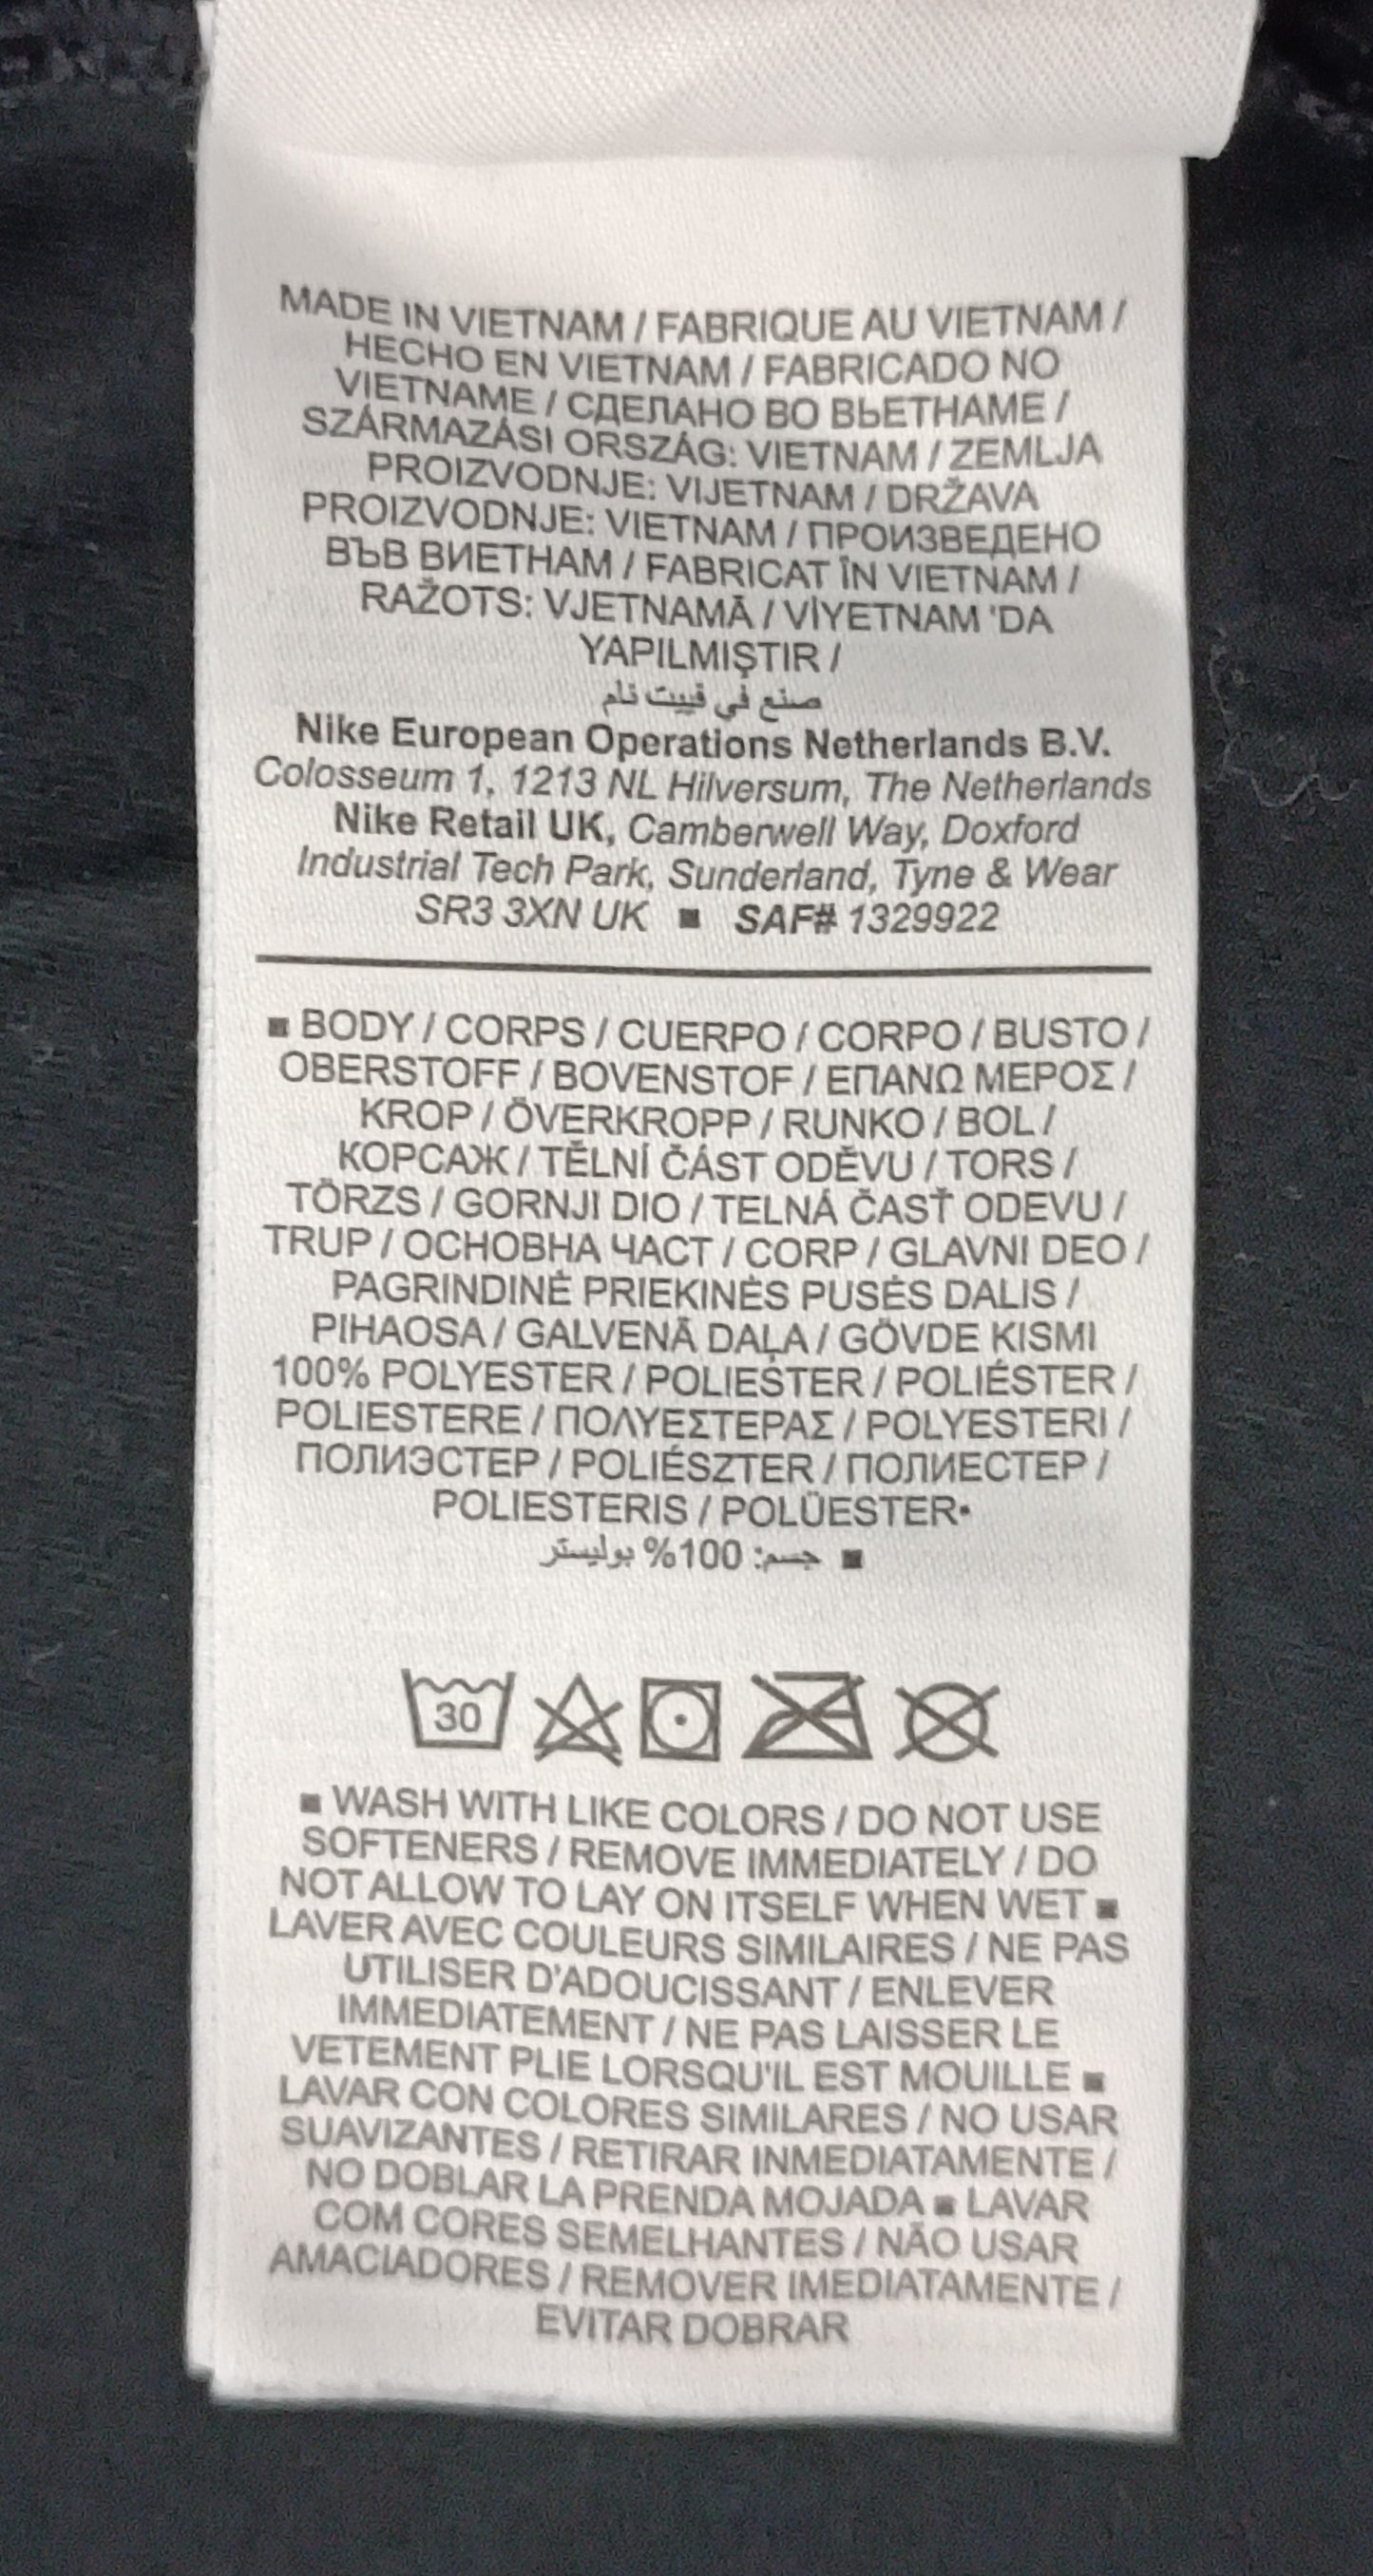 MADE IN VIETNAM / FABRIQUE AU VIETNAM /
HECHO EN VIETNAM / FABRICADO NO
VIETNAME / СДЕЛАНО ВО ВЬЕТНАМЕ /
SZÁRMAZÁSI ORSZÁG: VIETNAM / ZEMLJA
PROIZVODNJE: VIJETNAM / DRŽAVA
PROIZVODNJE: VIETNAM / ПРОИЗВЕДЕНО
ВЪВ ВИЕТНАМ / FABRICAT ÎN VIETNAM /
RAŽOTS: VJETNAMĀ / VİYETNAM 'DA
YAPILMIŞTIR /
صنع في فييت نام
Nike European Operations Netherlands B.V.
Colosseum 1, 1213 NL Hilversum, The Netherlands
Nike Retail UK, Camberwell Way, Doxford
Industrial Tech Park, Sunderland, Tyne & Wear
SR3 3XN UK ■ SAF# 1329922
■ BODY / CORPS / CUERPO / CORPO / BUSTO /
OBERSTOFF / BOVENSTOF / ΕΠΑΝΩ ΜΕΡΟΣ /
KROP / ÖVERKROPP / RUNKO / BOL /
КОРСАЖ / TĚLNÍ ČÁST ODĚVU / TORS /
TÖRZS / GORNJI DIO / TELNÁ ČASŤ ODEVU /
TRUP / ОСНОВНА ЧАСТ / CORP / GLAVNI DEO /
PAGRINDINĖ PRIEKINĖS PUSĖS DALIS /
PIHAOSA / GALVENĀ DAĻA / GÖVDE KISMI
100% POLYESTER / POLIESTER / POLIÉSTER /
POLIESTERE / ΠΟΛΥΕΣΤΕΡΑΣ / POLYESTERI /
ПОЛИЭСТЕР / POLIÉSZTER / ПОЛИЕСТЕР /
POLIESTERIS / POLÜESTER•
■ جسم: 100% بوليستر
30
■ WASH WITH LIKE COLORS / DO NOT USE
SOFTENERS / REMOVE IMMEDIATELY / DO
NOT ALLOW TO LAY ON ITSELF WHEN WET ■
LAVER AVEC COULEURS SIMILAIRES / NE PAS
UTILISER D'ADOUCISSANT / ENLEVER
IMMEDIATEMENT / NE PAS LAISSER LE
VETEMENT PLIE LORSQU'IL EST MOUILLE ■
LAVAR CON COLORES SIMILARES / NO USAR
SUAVIZANTES / RETIRAR INMEDIATAMENTE /
NO DOBLAR LA PRENDA MOJADA ■ LAVAR
COM CORES SEMELHANTES / NÃO USAR
AMACIADORES / REMOVER IMEDIATAMENTE /
EVITAR DOBRAR